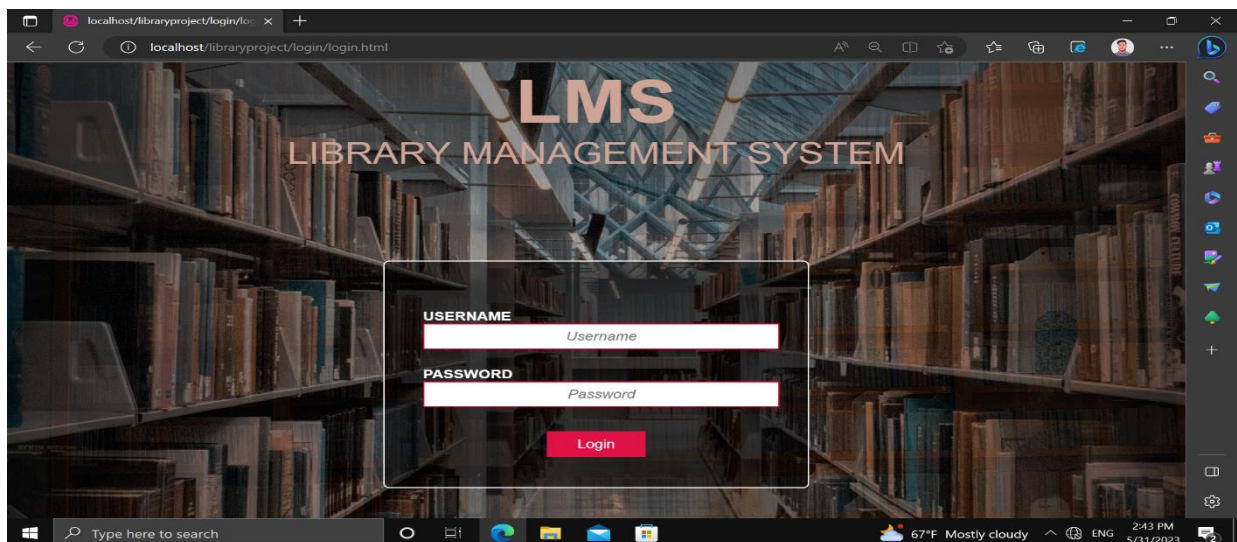 localhost/libraryproject/login/log
localhost/libraryproject/login/login.html
LMS
LIBRARY MANAGEMENT SYSTEM
USERNAME
Username
PASSWORD
Password
Login
Type here to search
67°F Mostly cloudy
ENG
2:43 PM
5/31/2023